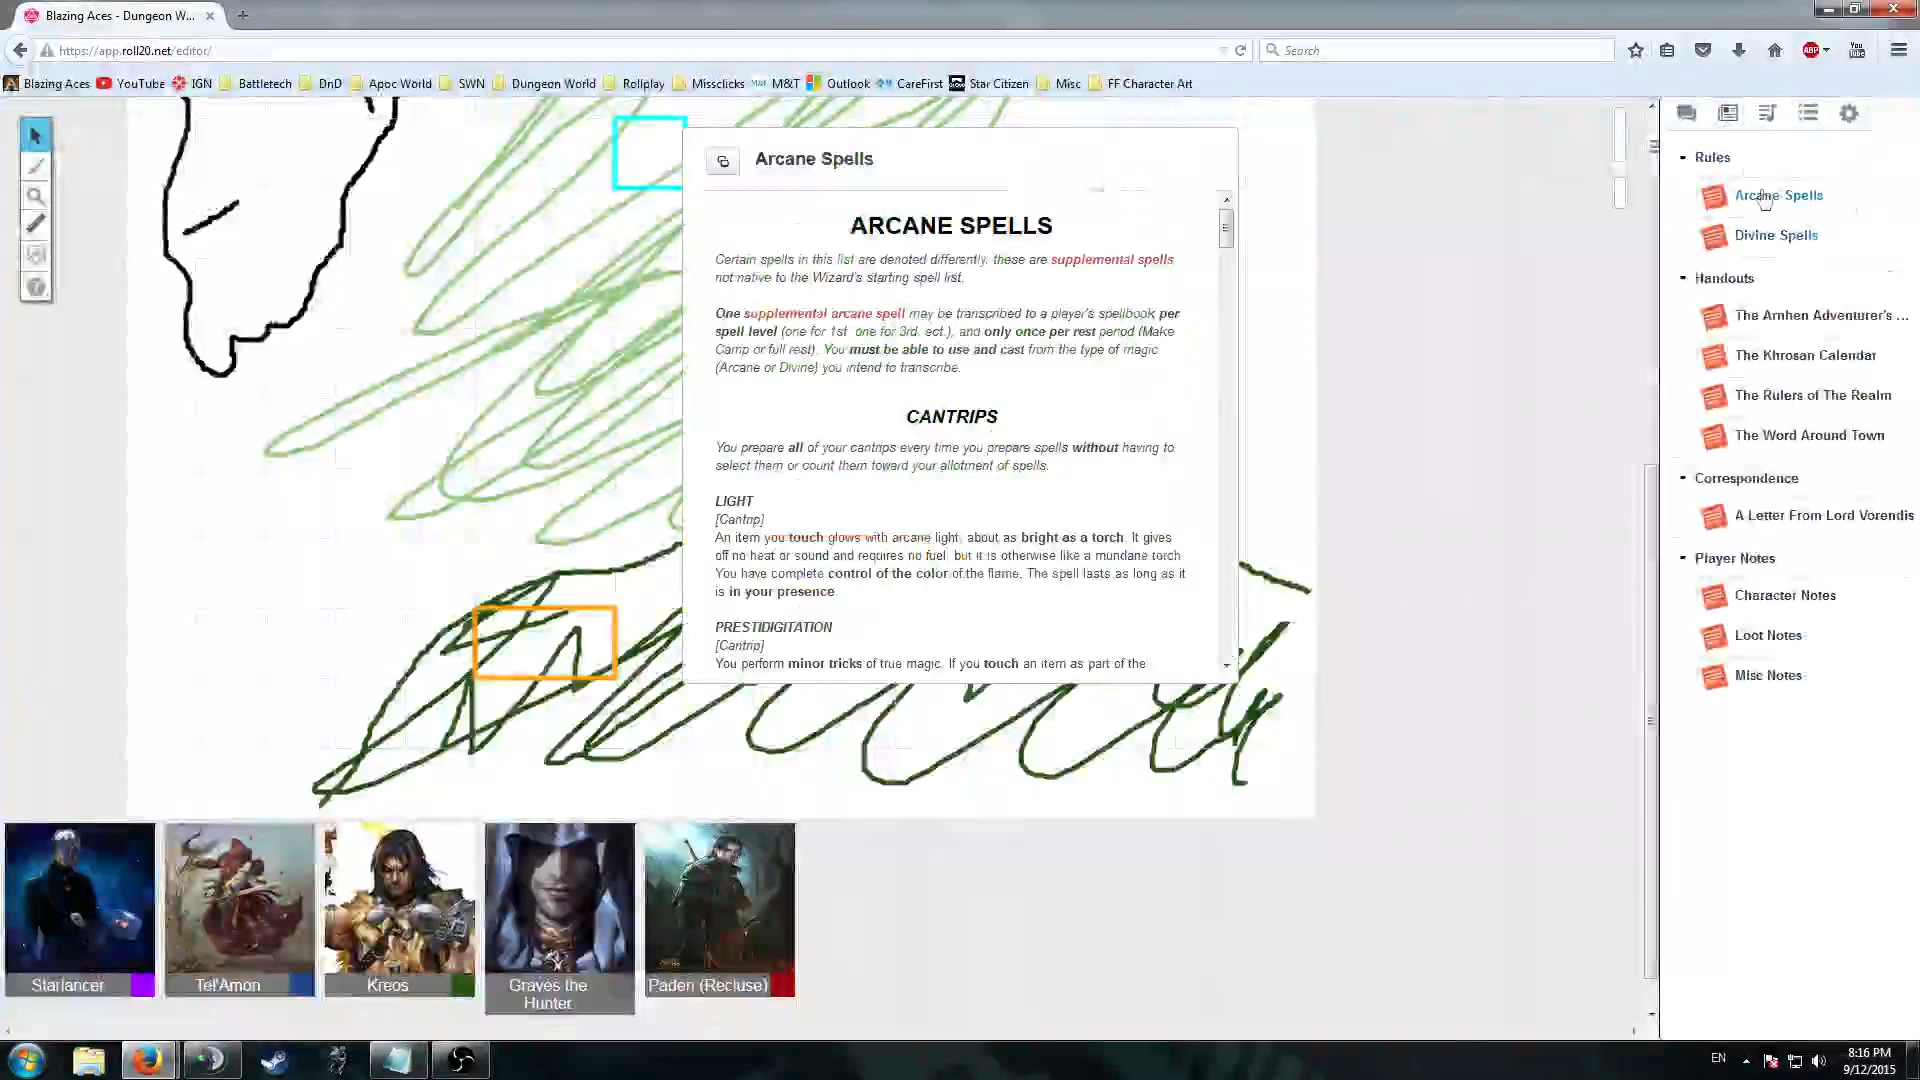 Blazing Aces - Dungeon W...
https://app.roll20.net/editor/
Search
Blazing Aces YouTube IGN Battletech DnD Apoc World SWN Dungeon World Rollplay Missclicks M&T Outlook CareFirst Star Citizen Misc FF Character Art
Arcane Spells
ARCANE SPELLS
Certain spells in this list are denoted differently, these are supplemental spells
not native to the Wizard's starting spell list.
One supplemental arcane spell may be transcribed to a player's spellbook per
spell level (one for 1st, one for 3rd, ect.), and only once per rest period (Make
Camp or full rest). You must be able to use and cast from the type of magic
(Arcane or Divine) you intend to transcribe.
CANTRIPS
You prepare all of your cantrips every time you prepare spells without having to
select them or count them toward your allotment of spells.
LIGHT
[Cantrip]
An item you touch glows with arcane light, about as bright as a torch. It gives
off no heat or sound and requires no fuel, but it is otherwise like a mundane torch.
You have complete control of the color of the flame. The spell lasts as long as it
is in your presence.
PRESTIDIGITATION
[Cantrip]
You perform minor tricks of true magic. If you touch an item as part of the
Rules
Arcane Spells
Divine Spells
Handouts
The Arnhen Adventurer's ...
The Khrosan Calendar
The Rulers of The Realm
The Word Around Town
Correspondence
A Letter From Lord Vorendis
Player Notes
Character Notes
Loot Notes
Misc Notes
Starlancer
Tel'Amon
Kreos
Graves the
Hunter
Paden (Recluse)
EN
8:16 PM
9/12/2015